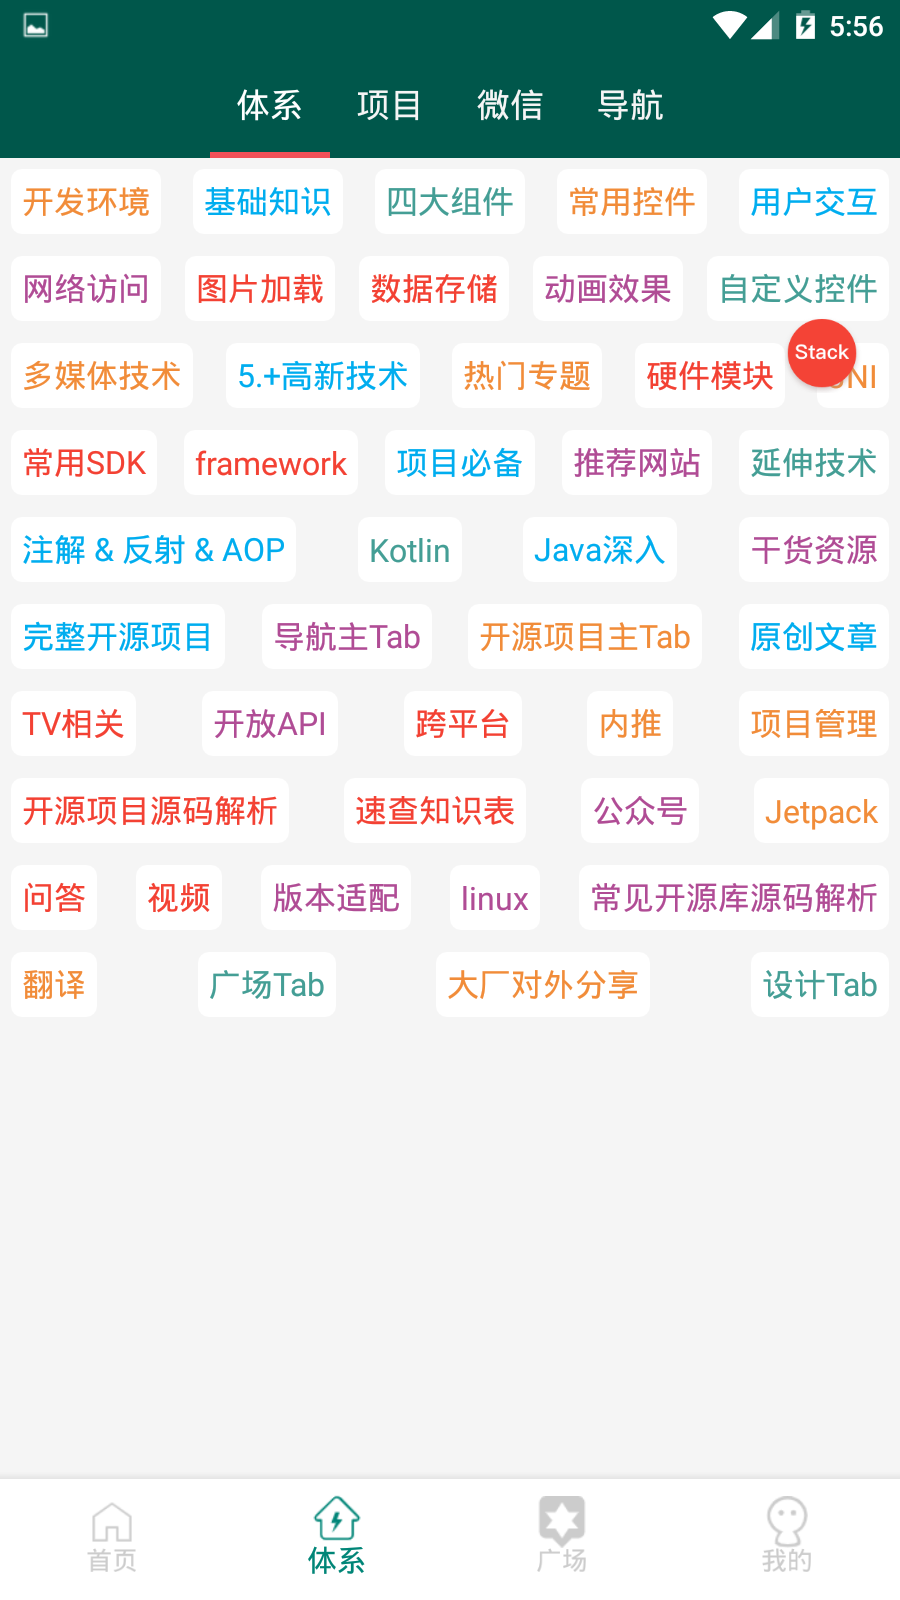 5:56
体系 项目 微信 导航
开发环境 基础知识 四大组件 常用控件 用户交互
网络访问 图片加载 数据存储 动画效果 自定义控件
Stack
多媒体技术 5.+高新技术 热门专题 硬件模块
常用SDK framework 项目必备 推荐网站 延伸技术
注解 & 反射 & AOP Kotlin Java深入 干货资源
完整开源项目 导航主Tab 开源项目主Tab 原创文章
TV相关 开放API 跨平台 内推 项目管理
开源项目源码解析 速查知识表 公众号 Jetpack
问答 视频 版本适配 linux 常见开源库源码解析
翻译 广场Tab 大厂对外分享 设计Tab
首页 体系 广场 我的